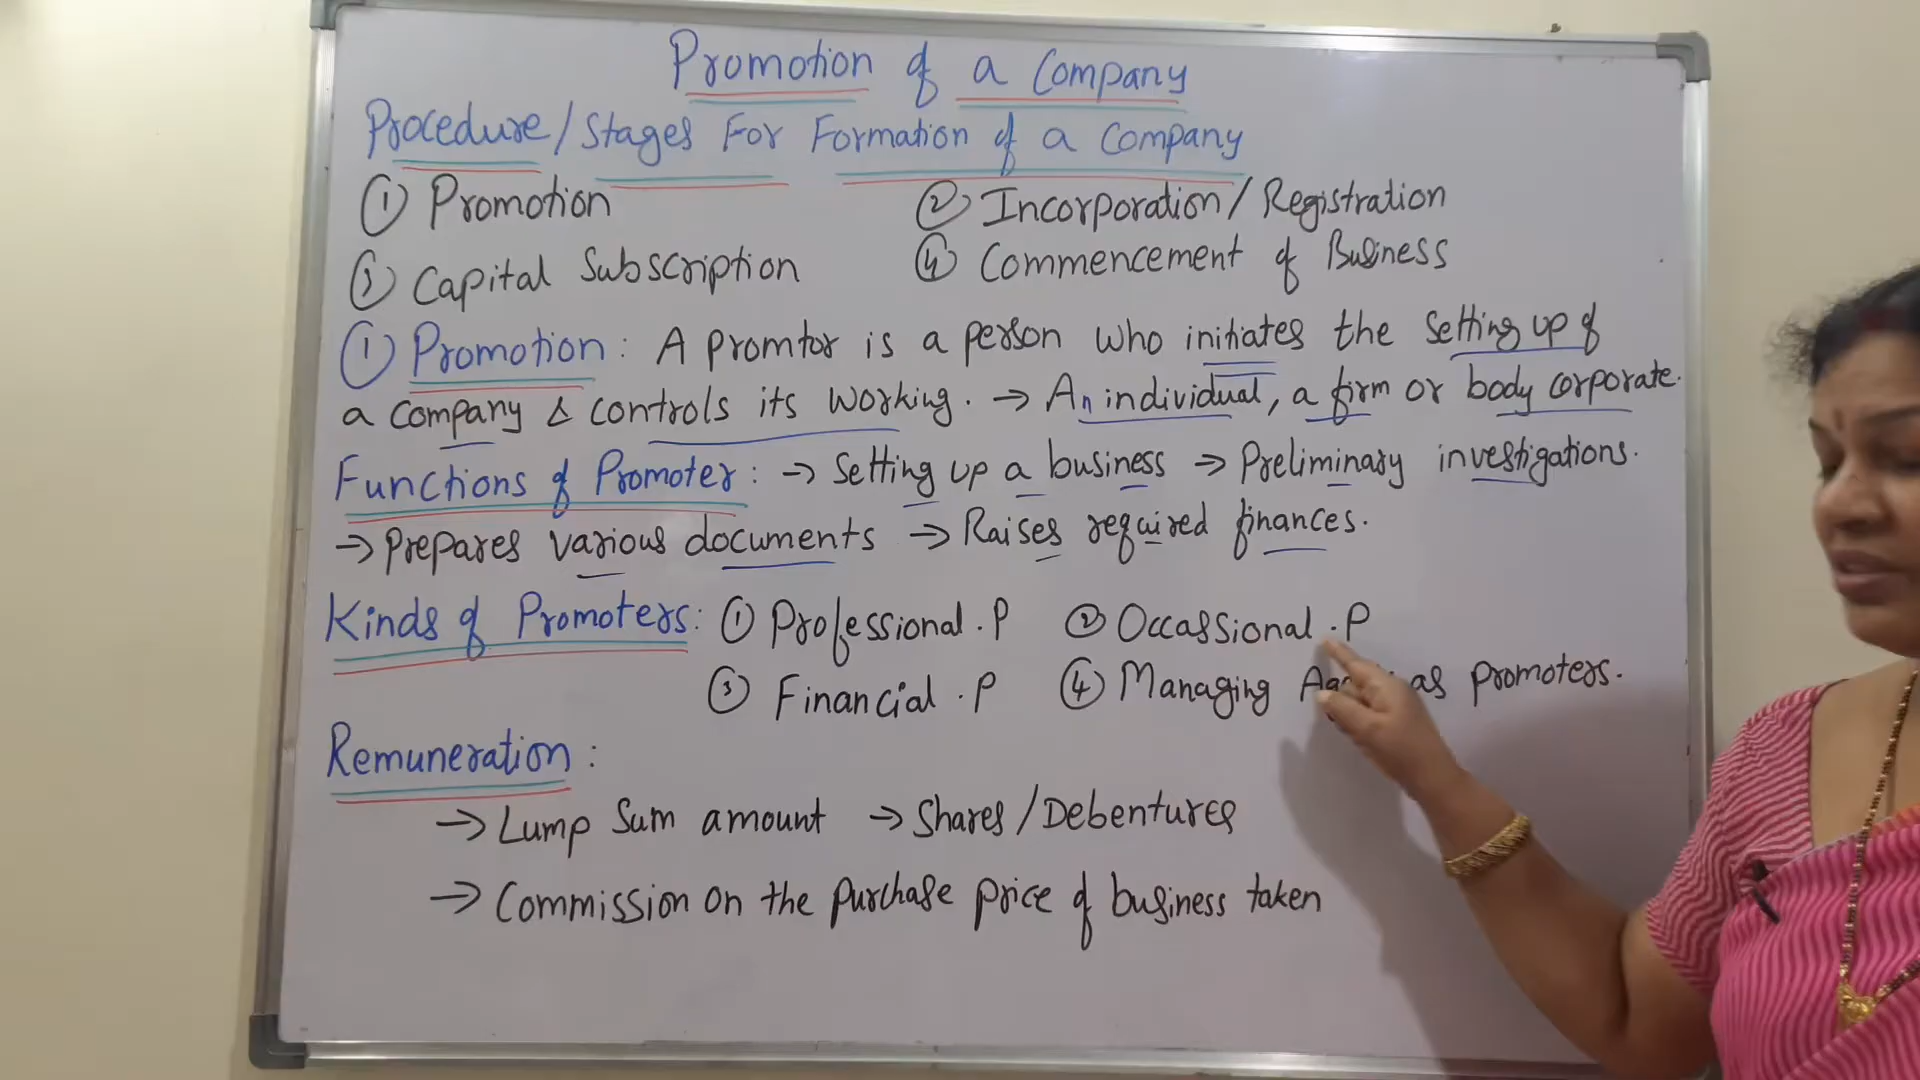 Promotion of a Company
Procedure/Stages For Formation of a Company
① Promotion ② Incorporation/Registration
③ Capital Subscription ④ Commencement of Business
① Promotion: A promtor is a person who initiates the setting up of
a company & controls its working. → An individual, a firm or body corporate.
Functions of Promoter: → Setting up a business → Preliminary investigations.
→ Prepares various documents → Raises required finances.
Kinds of Promoters: ① Professional.P ② Occassional.P
③ Financial.P ④ Managing as promoters.
Remuneration:
→ Lump Sum amount → Shares/Debentures
→ Commission on the purchase price of business taken